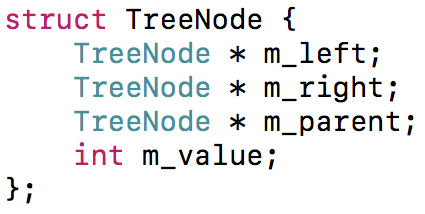 struct TreeNode {
    TreeNode * m_left;
    TreeNode * m_right;
    TreeNode * m_parent;
    int m_value;
};